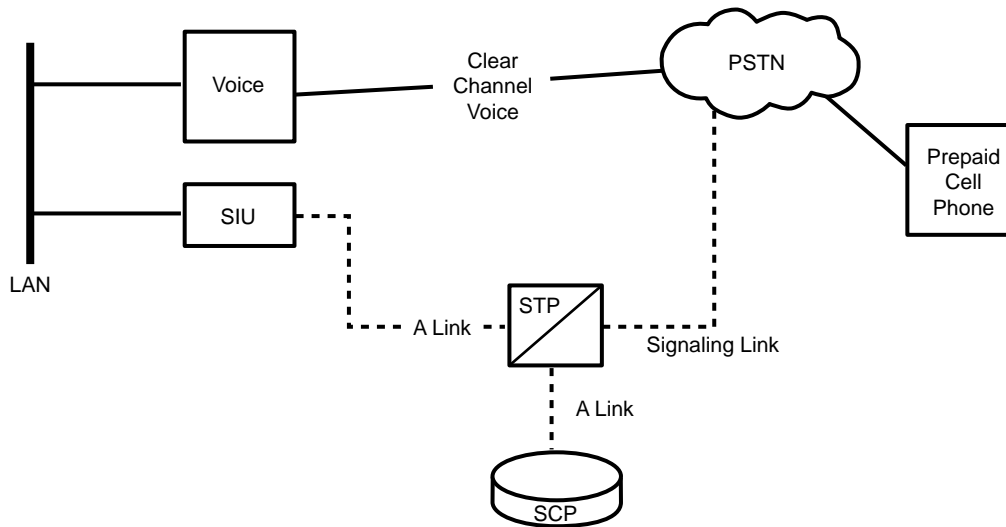 Voice
Clear
Channel
Voice
PSTN
Prepaid
Cell
Phone
SIU
LAN
STP
A Link
Signaling Link
A Link
SCP